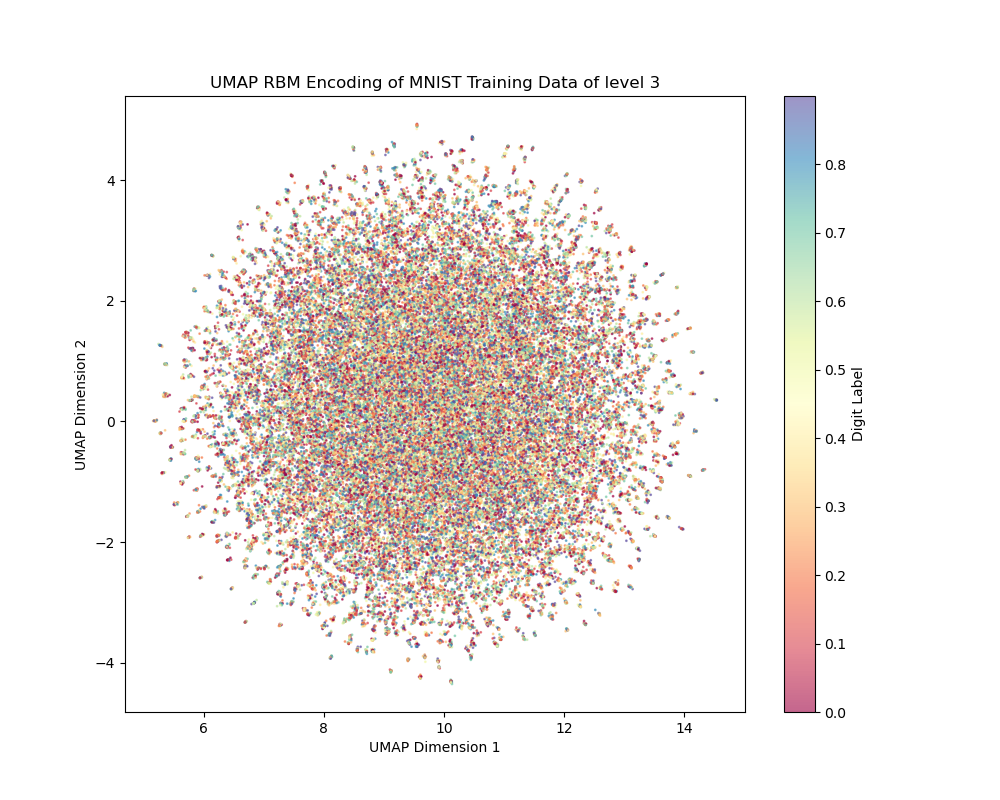 UMAP RBM Encoding of MNIST Training Data of level 3
4
2
0
−2
−4
UMAP Dimension 2
6 8 10 12 14
UMAP Dimension 1
0.8
0.7
0.6
0.5
0.4
0.3
0.2
0.1
0.0
Digit Label